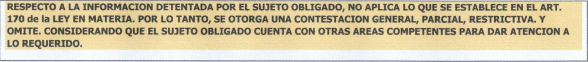 RESPECTO A LA INFORMACION DETENTADA POR EL SUJETO OBLIGADO, NO APLICA LO QUE SE ESTABLECE EN EL ART.
170 de la LEY EN MATERIA. POR LO TANTO, SE OTORGA UNA CONTESTACION GENERAL, PARCIAL, RESTRICTIVA. Y
OMITE. CONSIDERANDO QUE EL SUJETO OBLIGADO CUENTA CON OTRAS AREAS COMPETENTES PARA DAR ATENCION A
LO REQUERIDO.